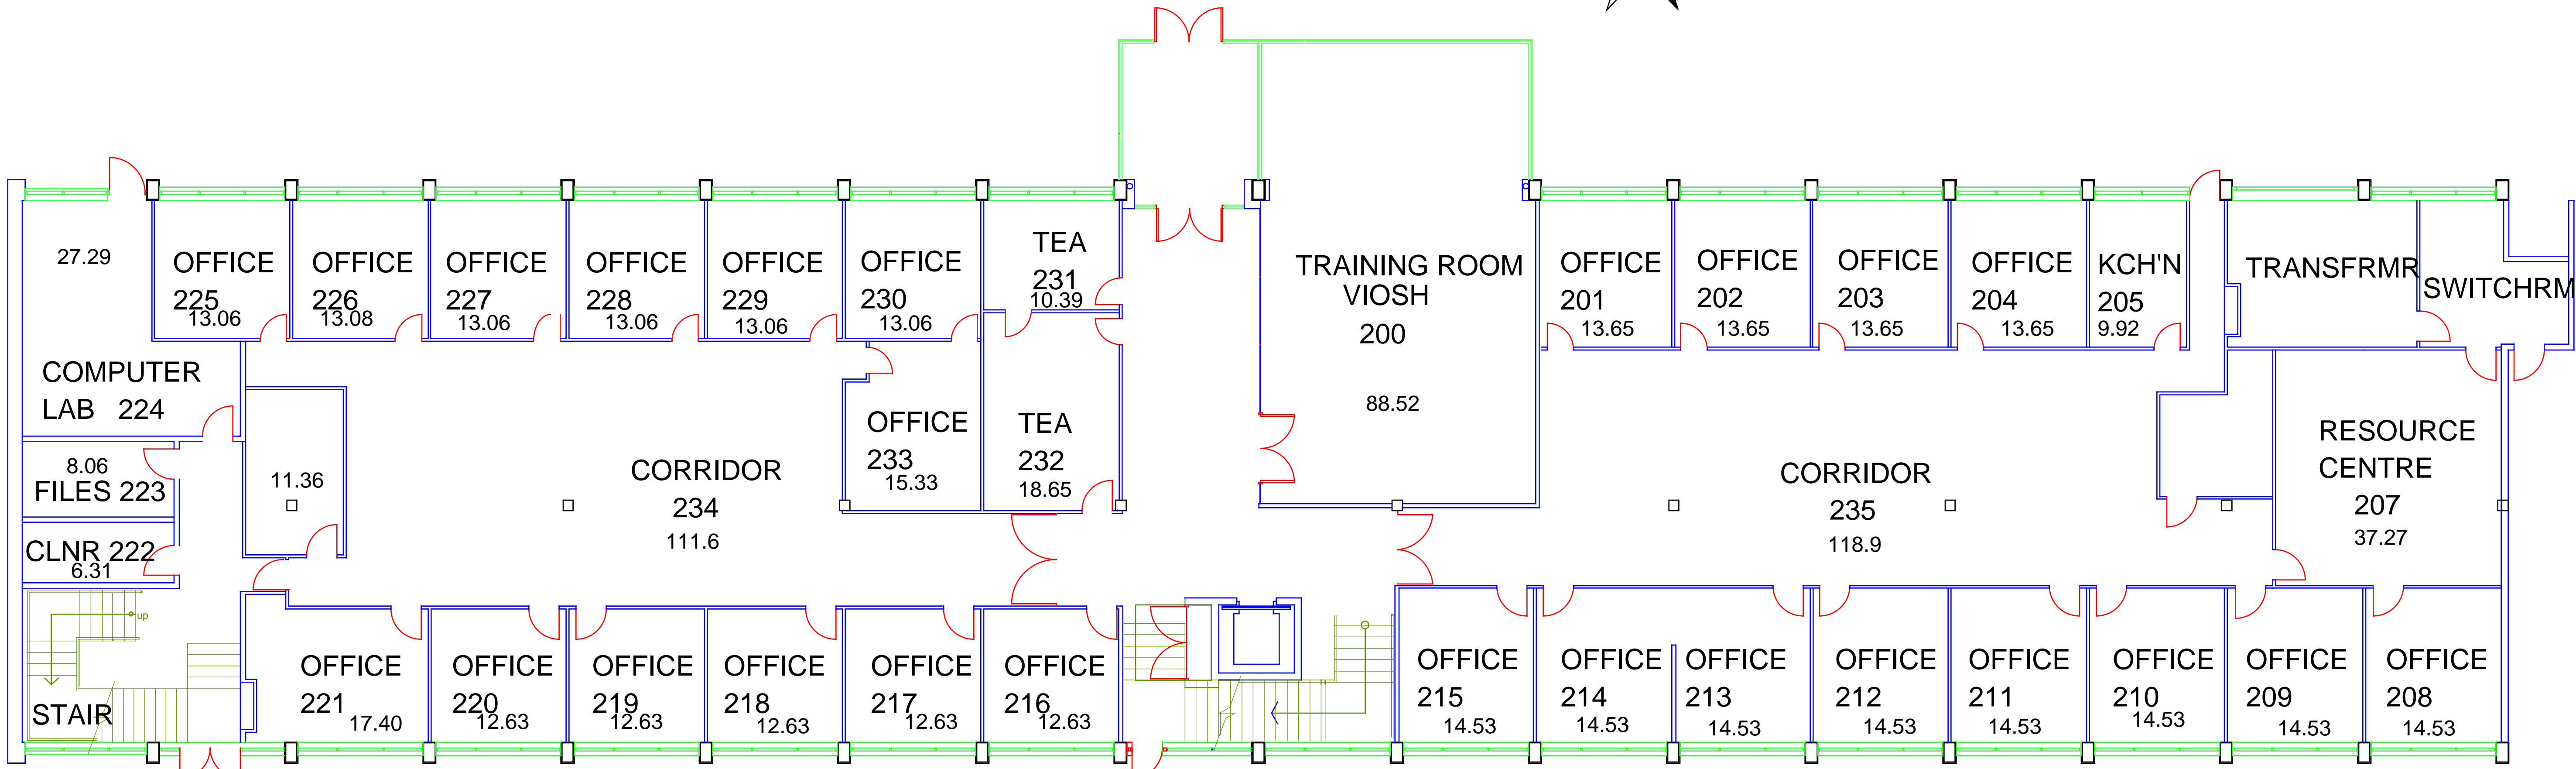 27.29
COMPUTER
LAB 224
OFFICE
225
13.06
OFFICE
226
13.08
OFFICE
227
13.06
OFFICE
228
13.06
OFFICE
229
13.06
OFFICE
230
13.06
TEA
231
10.39
TRAINING ROOM
VIOSH
200
88.52
OFFICE
201
13.65
OFFICE
202
13.65
OFFICE
203
13.65
OFFICE
204
13.65
KCH'N
205
9.92
TRANSFRMR
SWITCHRM
8.06
FILES 223
CLNR 222
6.31
11.36
CORRIDOR
234
111.6
OFFICE
233
15.33
TEA
232
18.65
CORRIDOR
235
118.9
RESOURCE
CENTRE
207
37.27
up
STAIR
OFFICE
221
17.40
OFFICE
220
12.63
OFFICE
219
12.63
OFFICE
218
12.63
OFFICE
217
12.63
OFFICE
216
12.63
OFFICE
215
14.53
OFFICE
214
14.53
OFFICE
213
14.53
OFFICE
212
14.53
OFFICE
211
14.53
OFFICE
210
14.53
OFFICE
209
14.53
OFFICE
208
14.53